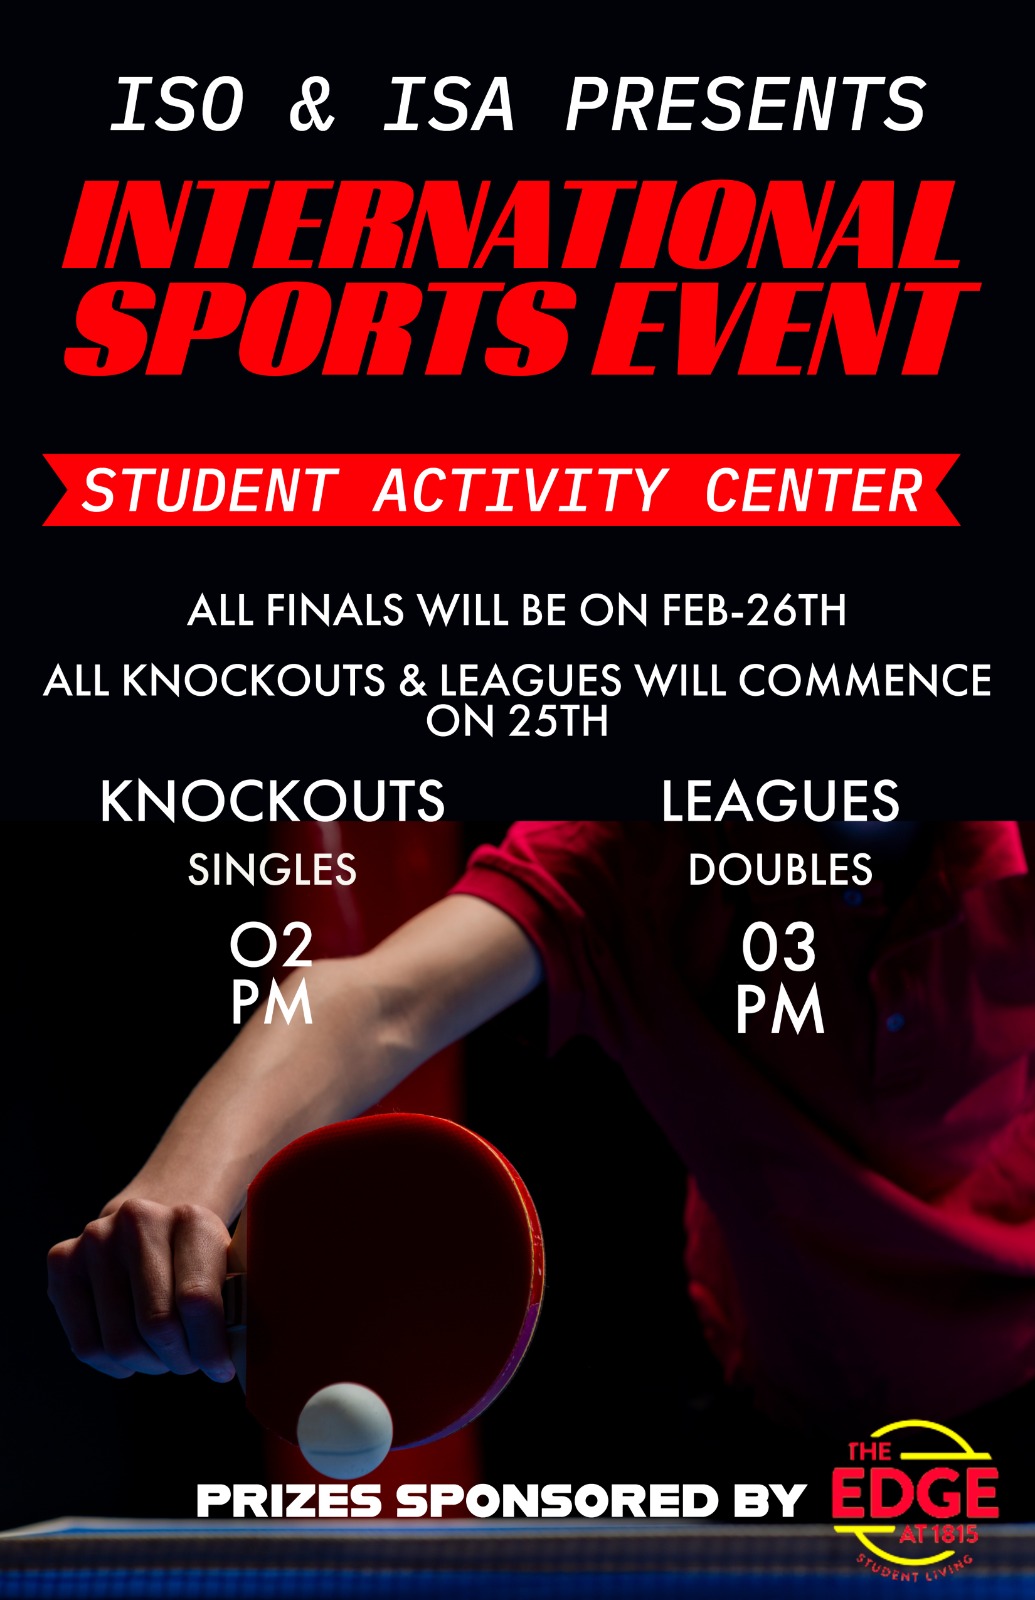 ISO & ISA PRESENTS
INTERNATIONAL
SPORTS EVENT
STUDENT ACTIVITY CENTER
ALL FINALS WILL BE ON FEB-26TH
ALL KNOCKOUTS & LEAGUES WILL COMMENCE
ON 25TH
KNOCKOUTS
SINGLES
O2
PM
LEAGUES
DOUBLES
03
PM
PRIZES SPONSORED BY
THE
EDGE
AT 1815
STUDENT LIVING